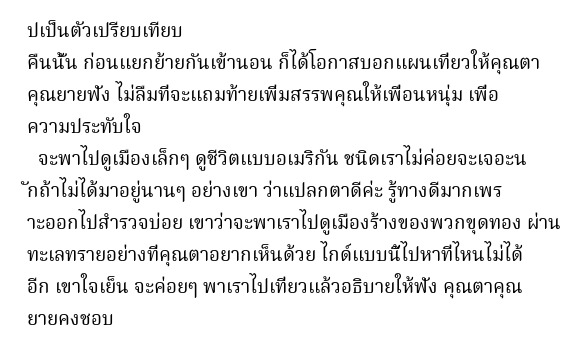 ปเป็นตัวเปรียบเทียบ
คืนนั้น ก่อนแยกย้ายกันเข้านอน ก็ได้โอกาสบอกแผนเที่ยวให้คุณตา
คุณยายฟัง ไม่ลืมที่จะแถมท้ายเพิ่มสรรพคุณให้เพื่อนหนุ่ม เพื่อ
ความประทับใจ
จะพาไปดูเมืองเล็กๆ ดูชีวิตแบบอเมริกัน ชนิดเราไม่ค่อยจะเจอะน
ักถ้าไม่ได้มาอยู่นานๆ อย่างเขา ว่าแปลกตาดีค่ะ รู้ทางดีมากเพร
าะออกไปสำรวจบ่อย เขาว่าจะพาเราไปดูเมืองร้างของพวกขุดทอง ผ่าน
ทะเลทรายอย่างที่คุณตาอยากเห็นด้วย ไกด์แบบนี้ไปหาที่ไหนไม่ได้
อีก เขาใจเย็น จะค่อยๆ พาเราไปเที่ยวแล้วอธิบายให้ฟัง คุณตาคุณ
ยายคงชอบ